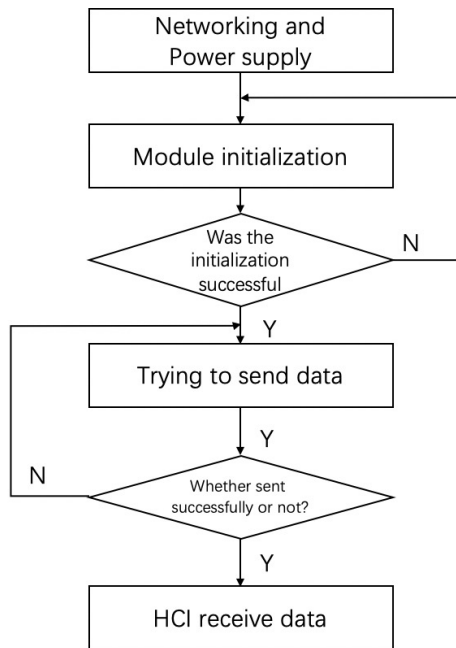 Networking and
Power supply
Module initialization
Was the
initialization
successful
N
Y
Trying to send data
Y
N
Whether sent
successfully or not?
Y
HCI receive data